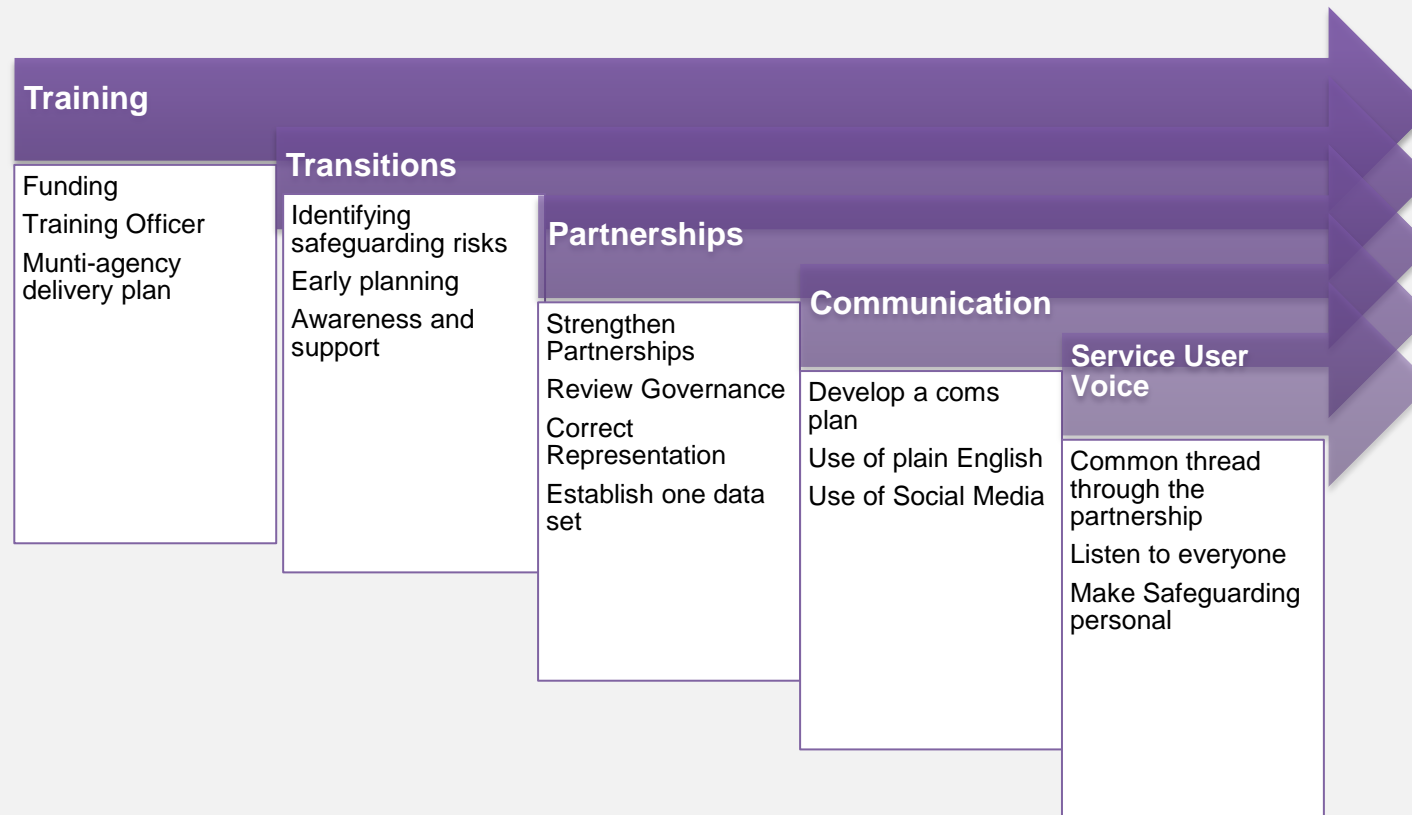 Training
Funding
Training Officer
Munti-agency
delivery plan
Transitions
Identifying
safeguarding risks
Early planning
Awareness and
support
Partnerships
Strengthen
Partnerships
Review Governance
Correct
Representation
Establish one data
set
Communication
Develop a coms
plan
Use of plain English
Use of Social Media
Service User
Voice
Common thread
through the
partnership
Listen to everyone
Make Safeguarding
personal